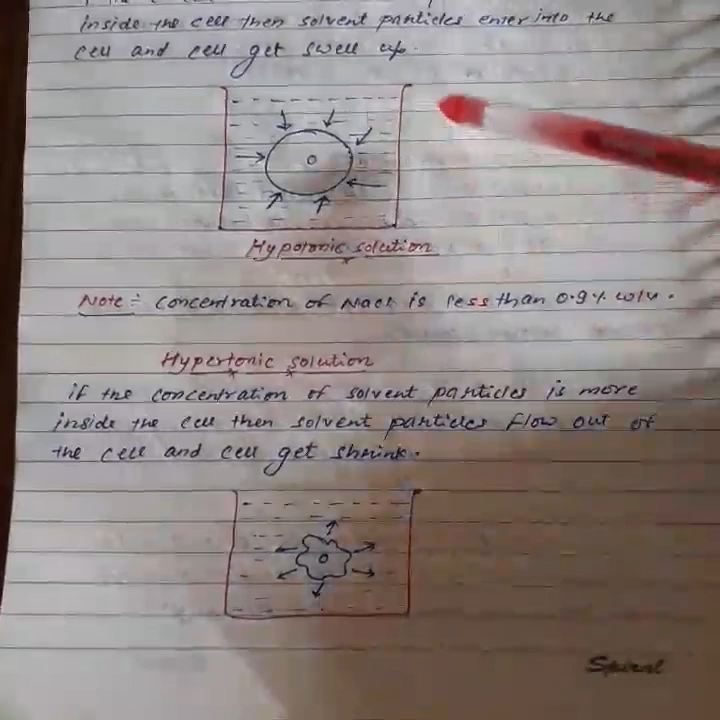 inside the cell then solvent particles enter into the
cell and cell get swell up.
Hypotonic solution
Note:- concentration of Nacl is less than 0.9% w/v.
Hypertonic solution
if the concentration of solvent particles is more
inside the cell then solvent particles flow out of
the cell and cell get shrink.
Spiral